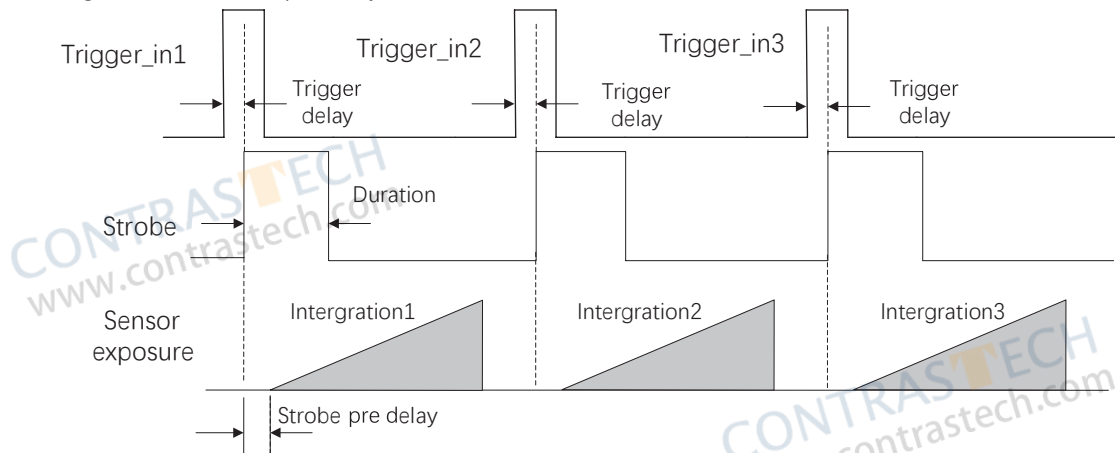 Trigger_in1
Trigger_in2
Trigger_in3
Trigger
delay
Trigger
delay
Trigger
delay
Strobe
Duration
CONTRASTECH
www.contrastech.com
Sensor
exposure
Intergration1
Intergration2
Intergration3
Strobe pre delay
CONTRASTECH
contrastech.com